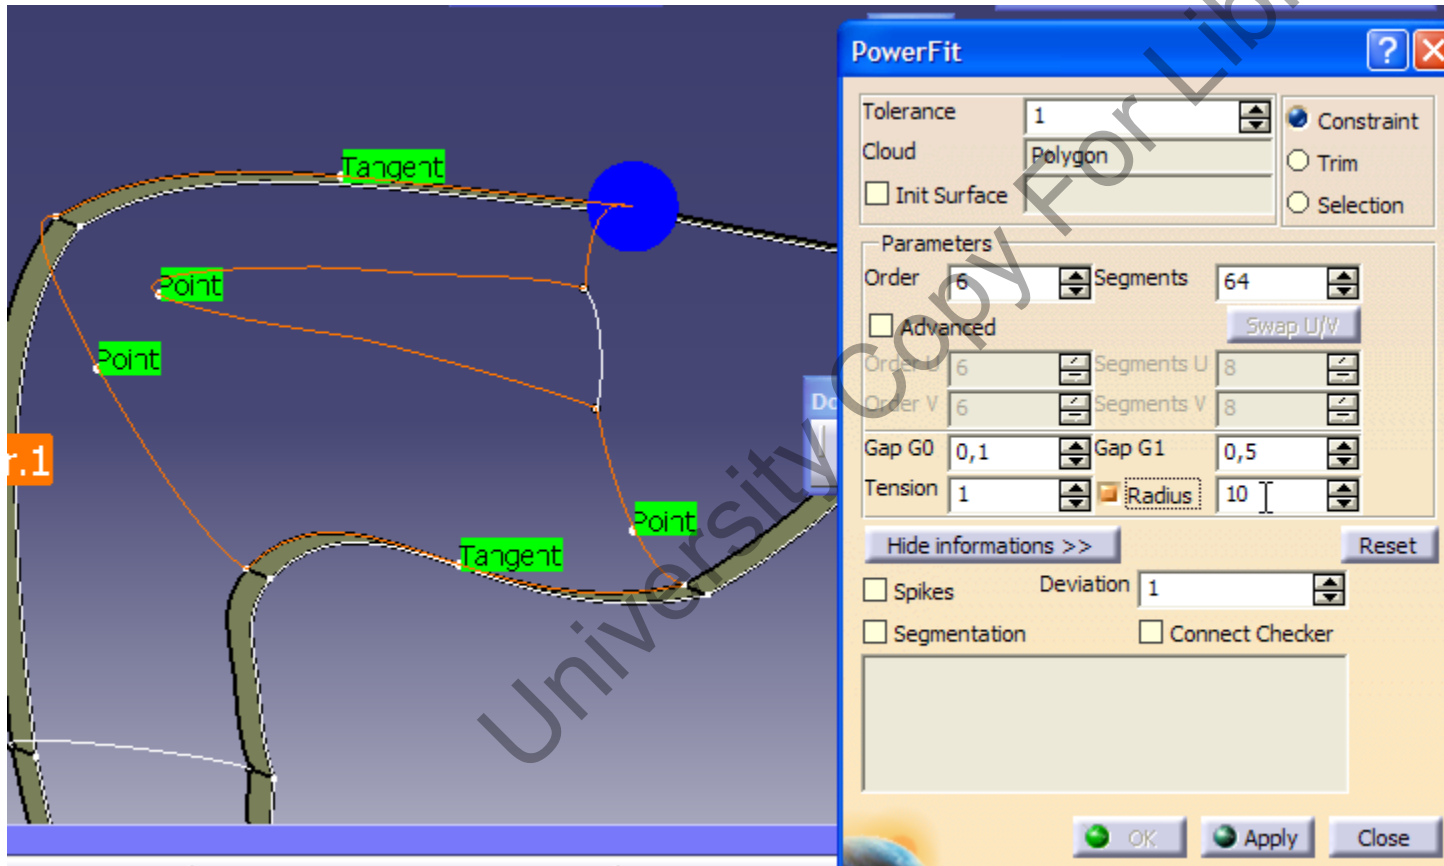 PowerFit
Tolerance 1 Constraint
Cloud Polygon Trim
Init Surface Selection
Parameters
Order 6 Segments 64
Advanced Swap U/V
Order U 6 Segments U 8
Order V 6 Segments V 8
Gap G0 0,1 Gap G1 0,5
Tension 1 Radius 10
Hide informations >> Reset
Spikes Deviation 1
Segmentation Connect Checker
OK Apply Close
Tangent
Point
Point
r.1
Point
Tangent
Do
University Copy For Libr